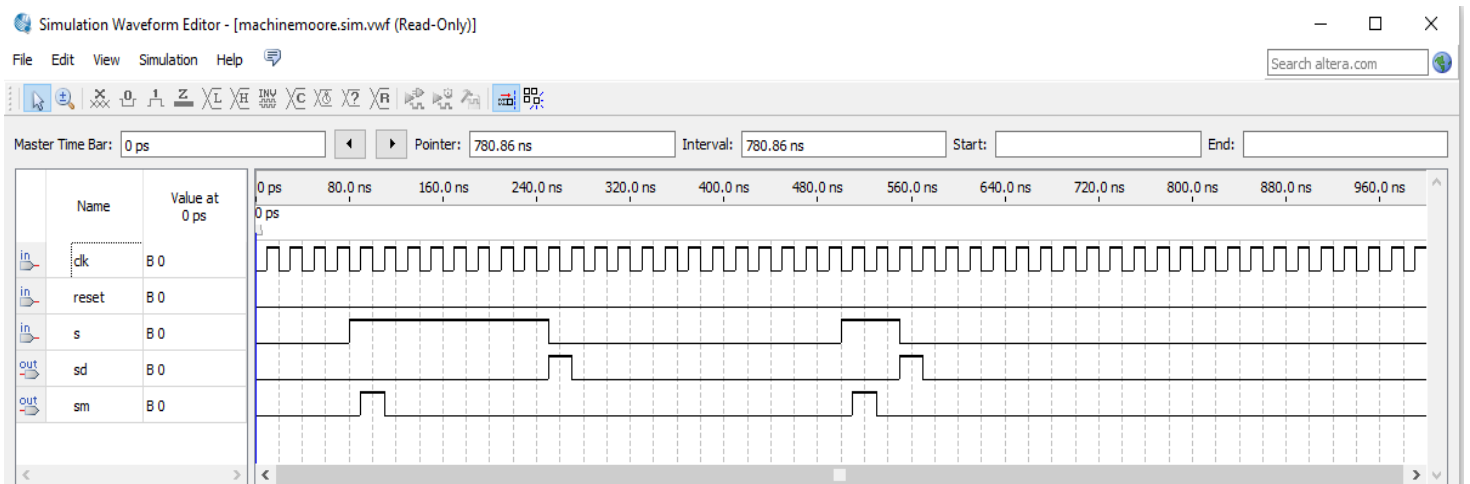 Simulation Waveform Editor - [machinemoore.sim.vwf (Read-Only)]
File Edit View Simulation Help
Search altera.com
Master Time Bar: 0 ps Pointer: 780.86 ns Interval: 780.86 ns Start: End:
Name Value at 0 ps
0 ps 80.0 ns 160.0 ns 240.0 ns 320.0 ns 400.0 ns 480.0 ns 560.0 ns 640.0 ns 720.0 ns 800.0 ns 880.0 ns 960.0 ns
0 ps
in clk B 0
in reset B 0
in s B 0
out sd B 0
out sm B 0